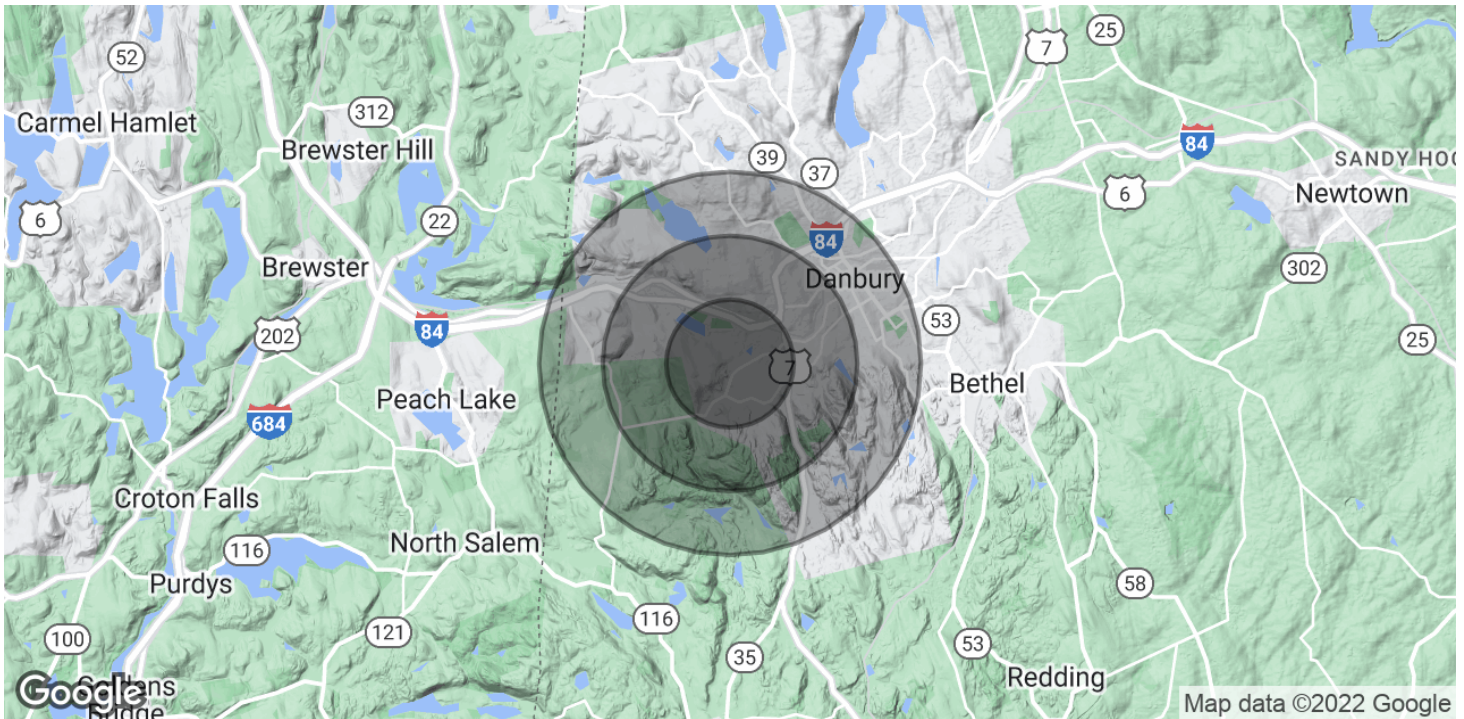 25
7
52
312
Carmel Hamlet
84
Brewster Hill
39
SANDY HOO
37
6
6
Newtown
22
84
Brewster
Danbury
302
53
202
84
25
7
Bethel
Peach Lake
684
Croton Falls
116
North Salem
Purdys
58
116
121
100
53
35
Redding
Google
Map data ©2022 Google